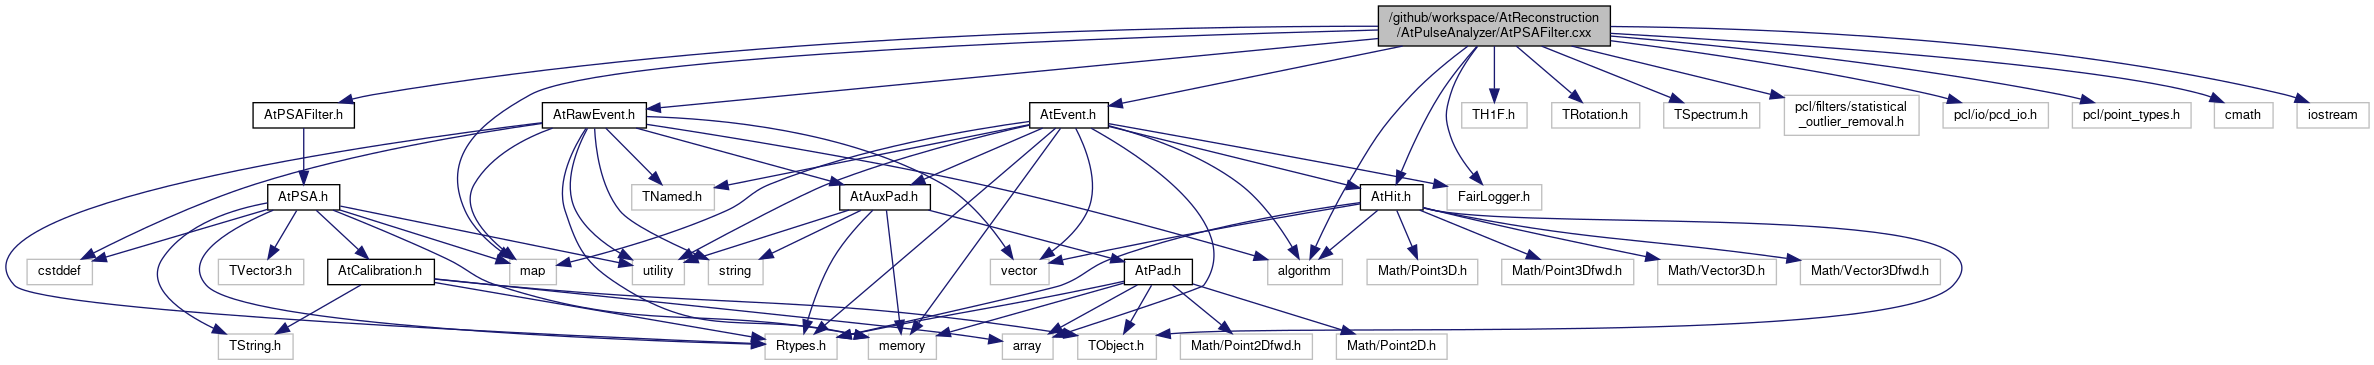 /github/workspace/AtReconstruction
/AtPulseAnalyzer/AtPSAFilter.cxx
AtPSAFilter.h
AtRawEvent.h
AtEvent.h
TH1F.h
TRotation.h
TSpectrum.h
pcl/filters/statistical
_outlier_removal.h
pcl/io/pcd_io.h
pcl/point_types.h
cmath
iostream
AtPSA.h
TNamed.h
AtAuxPad.h
AtHit.h
FairLogger.h
cstddef
TVector3.h
AtCalibration.h
map
utility
string
vector
AtPad.h
algorithm
Math/Point3D.h
Math/Point3Dfwd.h
Math/Vector3D.h
Math/Vector3Dfwd.h
TString.h
Rtypes.h
memory
array
TObject.h
Math/Point2Dfwd.h
Math/Point2D.h